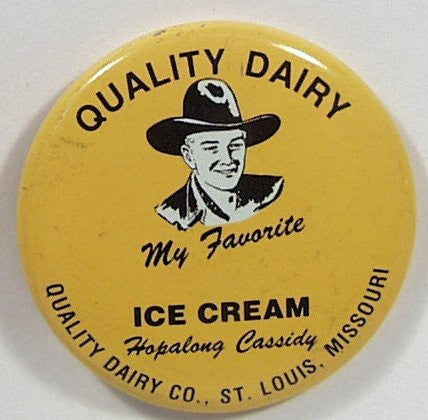 QUALITY DAIRY
My Favorite
ICE CREAM
Hopalong Cassidy
QUALITY DAIRY CO., ST. LOUIS, MISSOURI